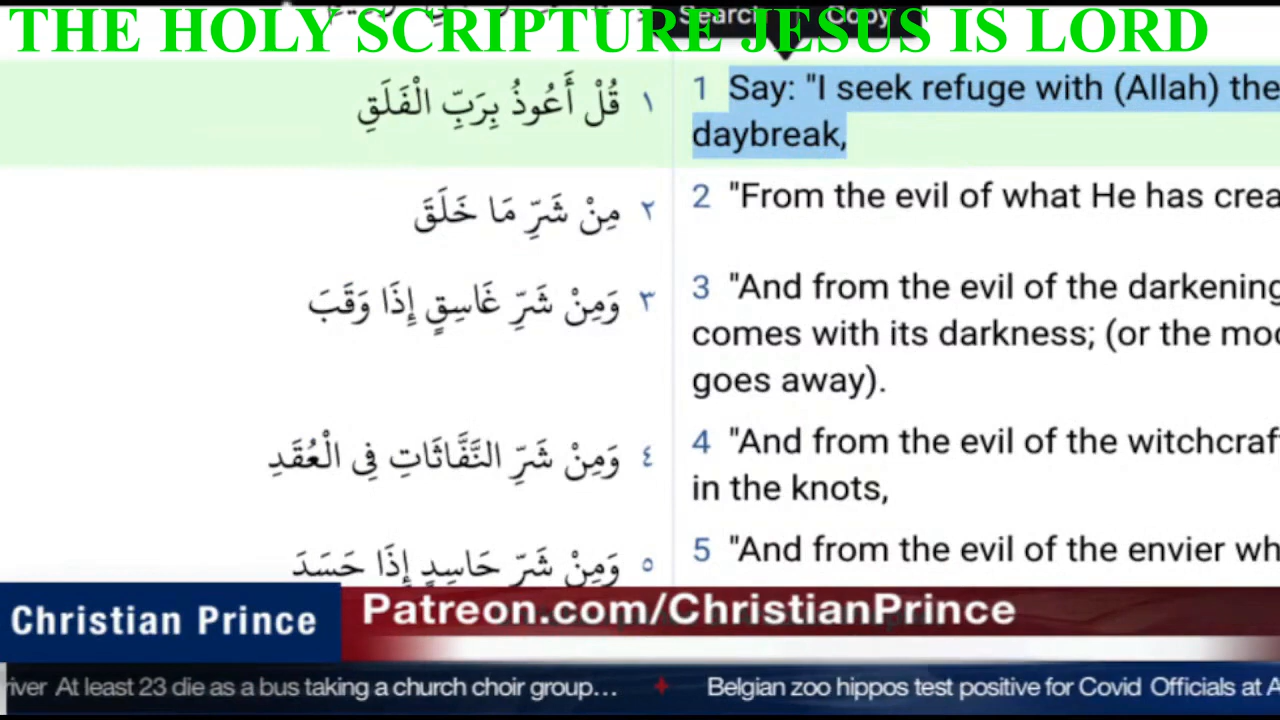 Search Copy
THE HOLY SCRIPTURE JESUS IS LORD
١ قُلْ أَعُوذُ بِرَبِّ الْفَلَقِ
1 Say: "I seek refuge with (Allah) the
daybreak,
٢ مِنْ شَرِّ مَا خَلَقَ
2 "From the evil of what He has crea
٣ وَمِنْ شَرِّ غَاسِقٍ إِذَا وَقَبَ
3 "And from the evil of the darkening
comes with its darkness; (or the moo
goes away).
٤ وَمِنْ شَرِّ النَّفَّاثَاتِ فِي الْعُقَدِ
4 "And from the evil of the witchcraf
in the knots,
٥ وَمِنْ شَرِّ حَاسِدٍ إِذَا حَسَدَ
5 "And from the evil of the envier wh
Christian Prince
Patreon.com/ChristianPrince
river At least 23 die as a bus taking a church choir group... Belgian zoo hippos test positive for Covid Officials at A